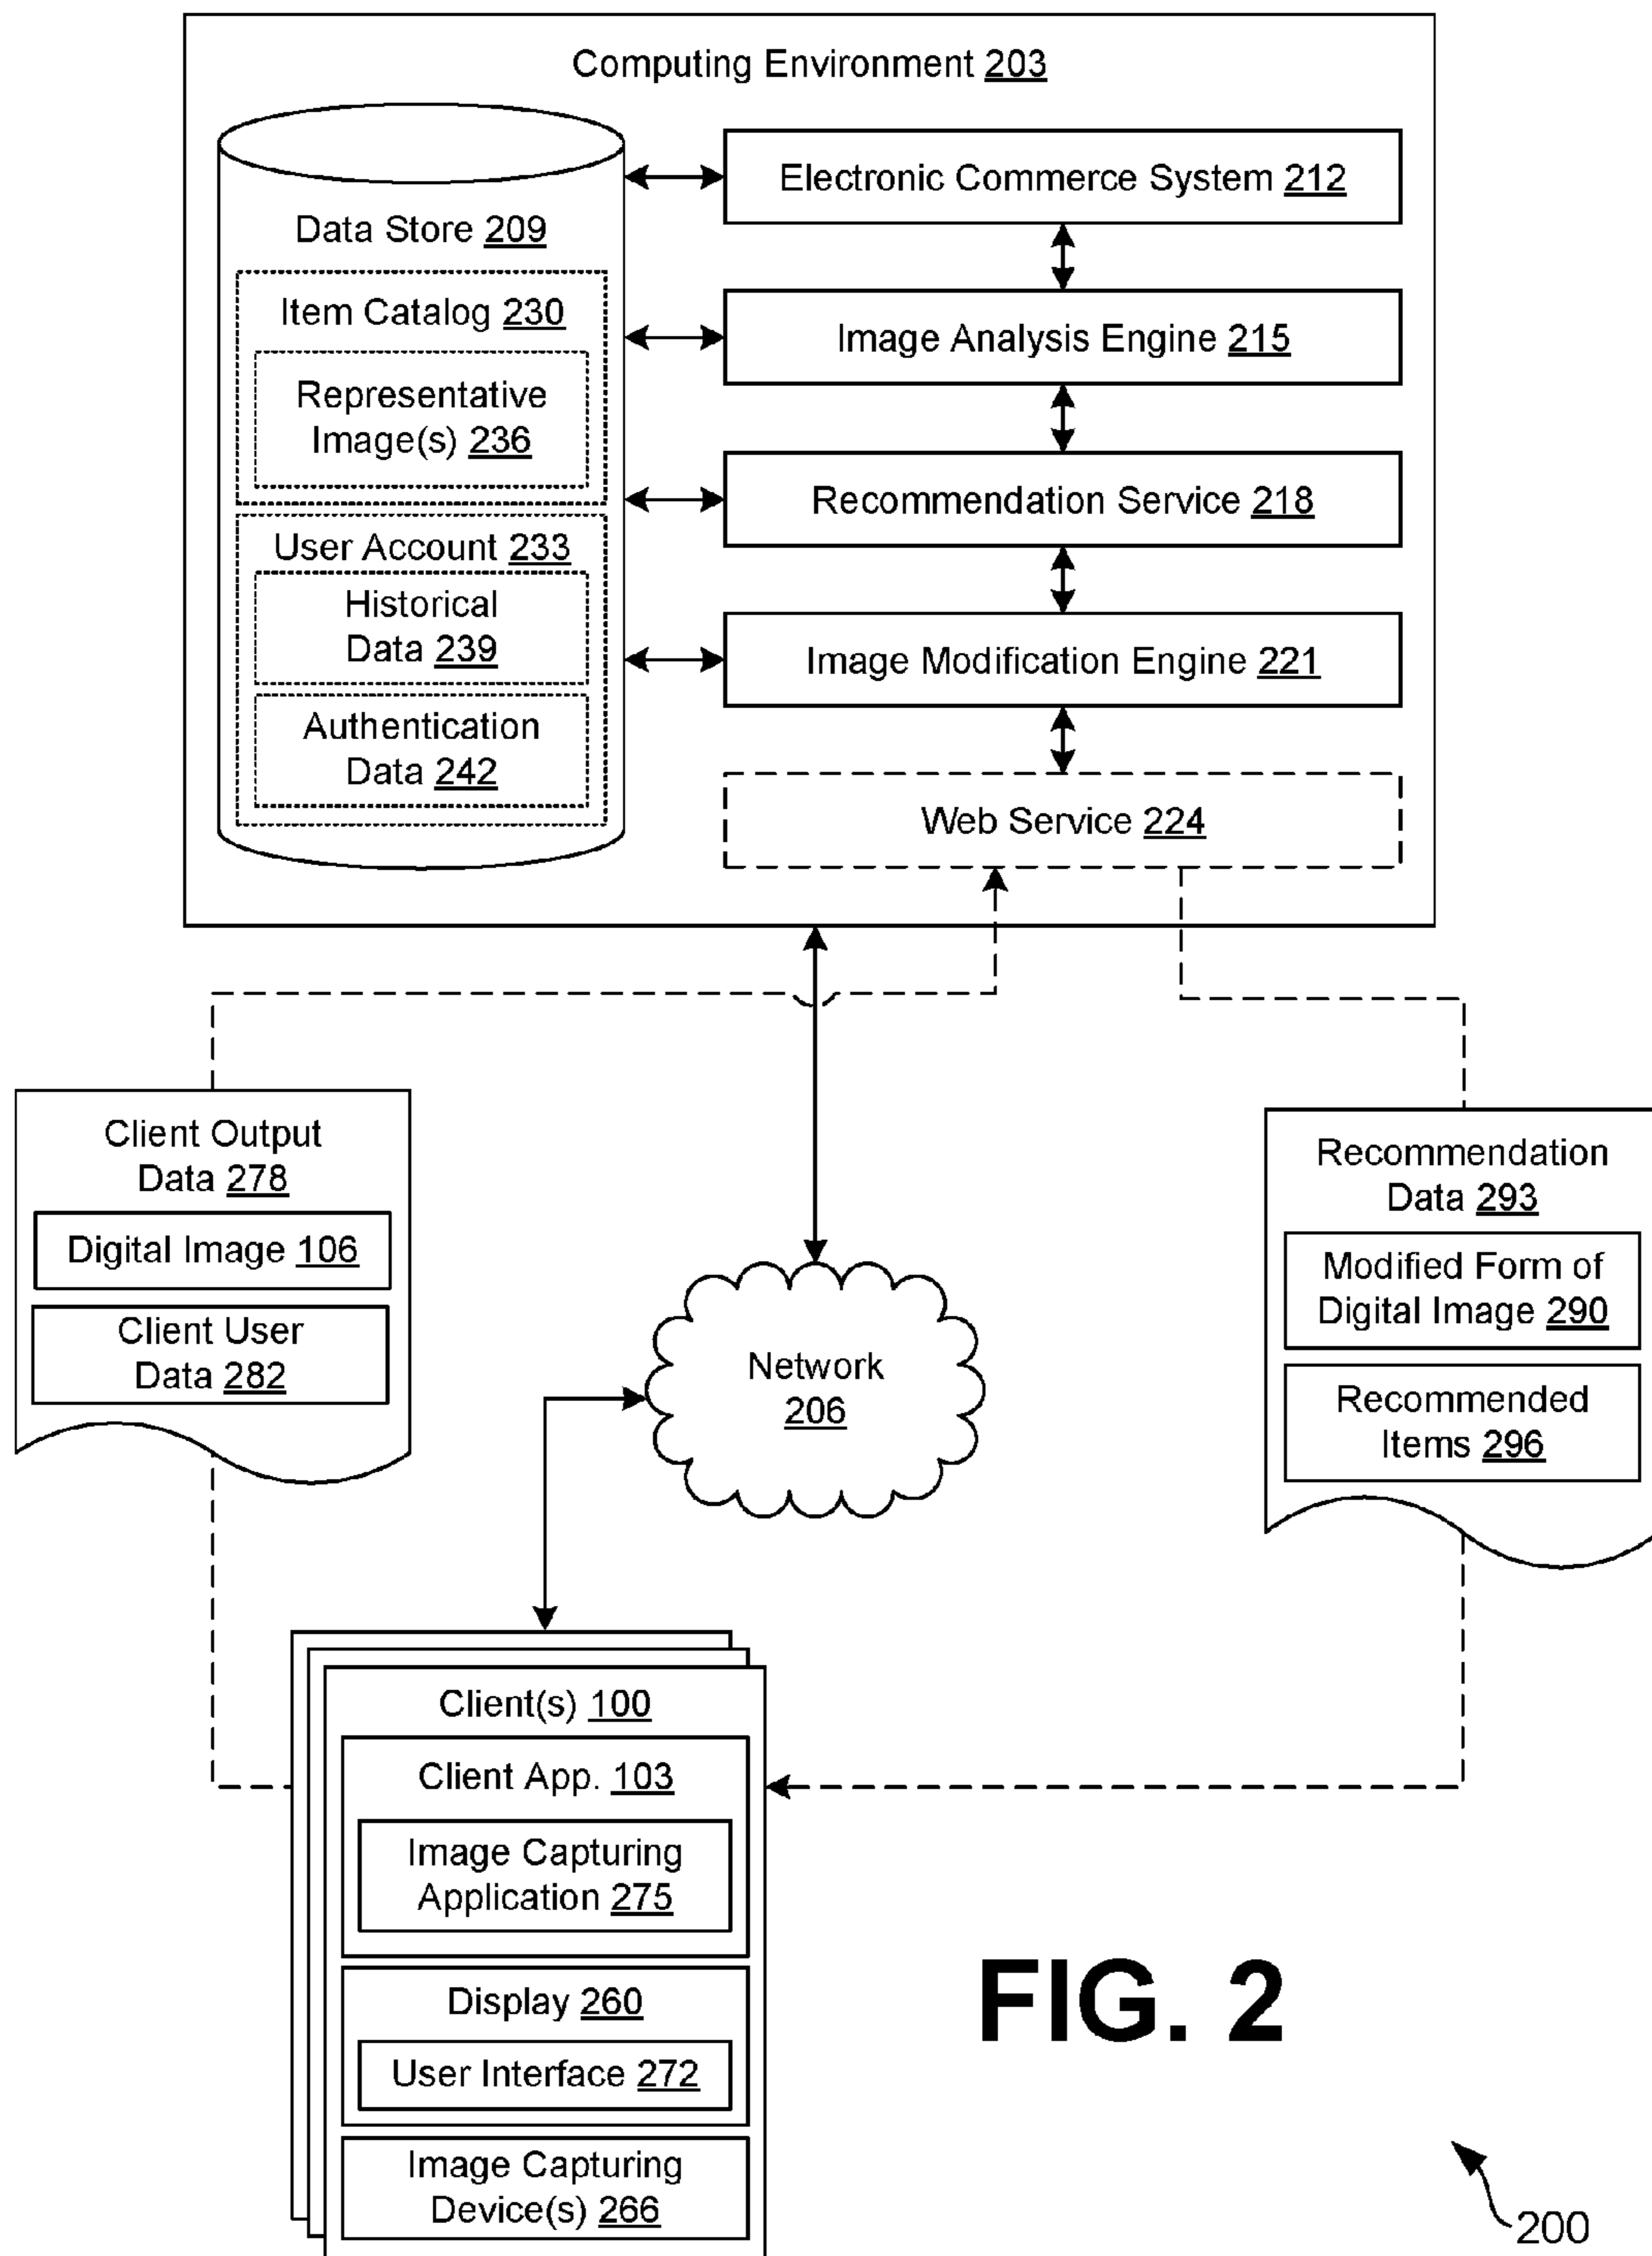 Computing Environment 203
Data Store 209
Item Catalog 230
Representative
Image(s) 236
User Account 233
Historical
Data 239
Authentication
Data 242
Electronic Commerce System 212
Image Analysis Engine 215
Recommendation Service 218
Image Modification Engine 221
Web Service 224
Client Output
Data 278
Digital Image 106
Client User
Data 282
Network
206
Recommendation
Data 293
Modified Form of
Digital Image 290
Recommended
Items 296
Client(s) 100
Client App. 103
Image Capturing
Application 275
Display 260
User Interface 272
Image Capturing
Device(s) 266
FIG. 2
200